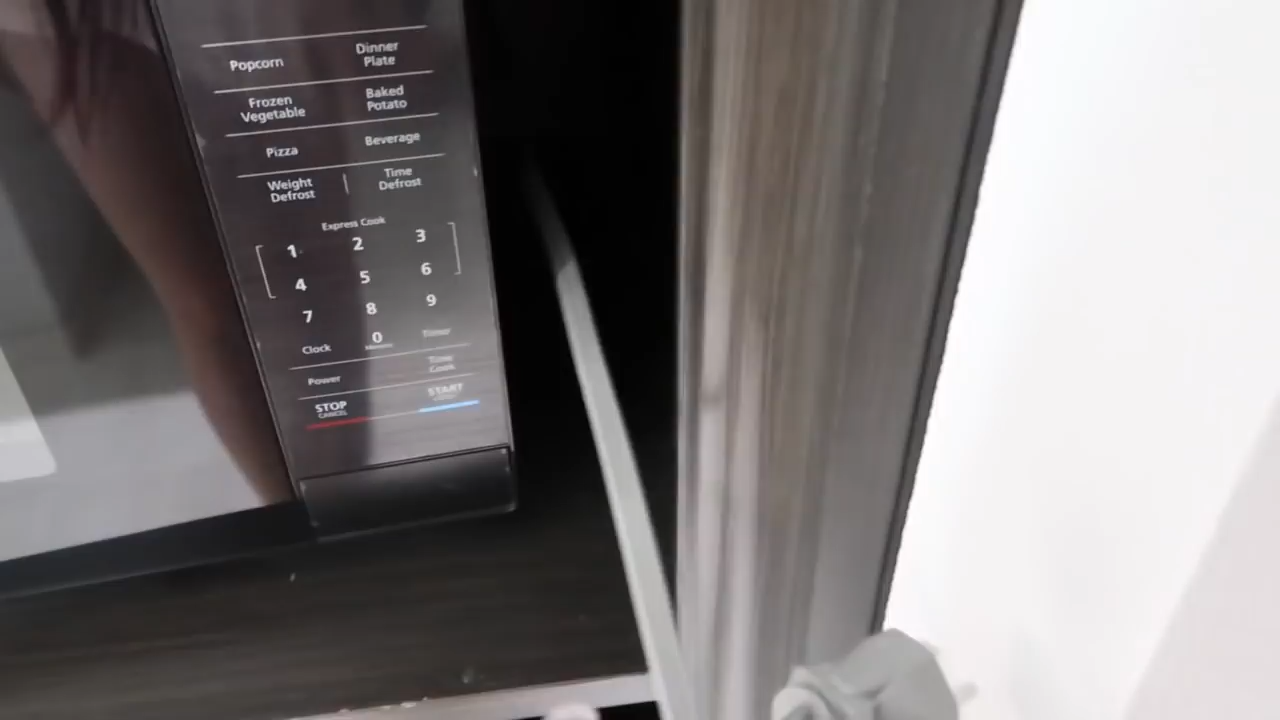 Popcorn
Dinner
Plate
Frozen
Vegetable
Baked
Potato
Pizza
Beverage
Weight
Defrost
Time
Defrost
Express Cook
1 2 3
4 5 6
7 8 9
Clock 0 Timer
Power
Time
Cook
STOP
CANCEL
START